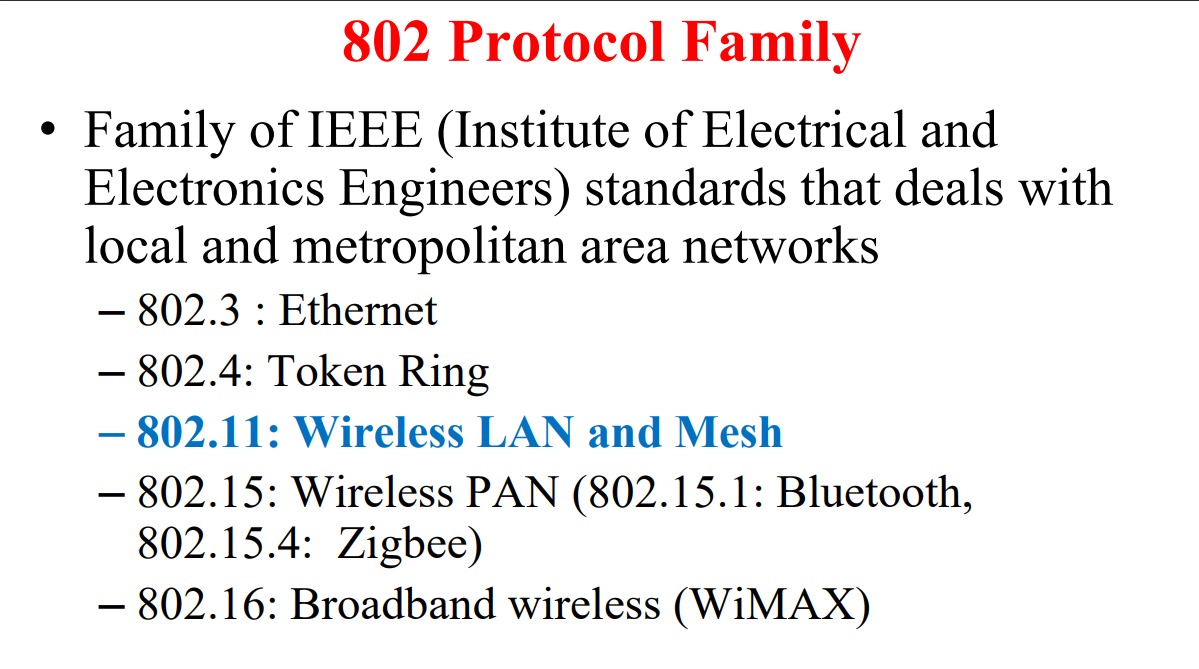 802 Protocol Family
• Family of IEEE (Institute of Electrical and
Electronics Engineers) standards that deals with
local and metropolitan area networks
– 802.3 : Ethernet
– 802.4: Token Ring
– 802.11: Wireless LAN and Mesh
– 802.15: Wireless PAN (802.15.1: Bluetooth,
802.15.4:  Zigbee)
– 802.16: Broadband wireless (WiMAX)